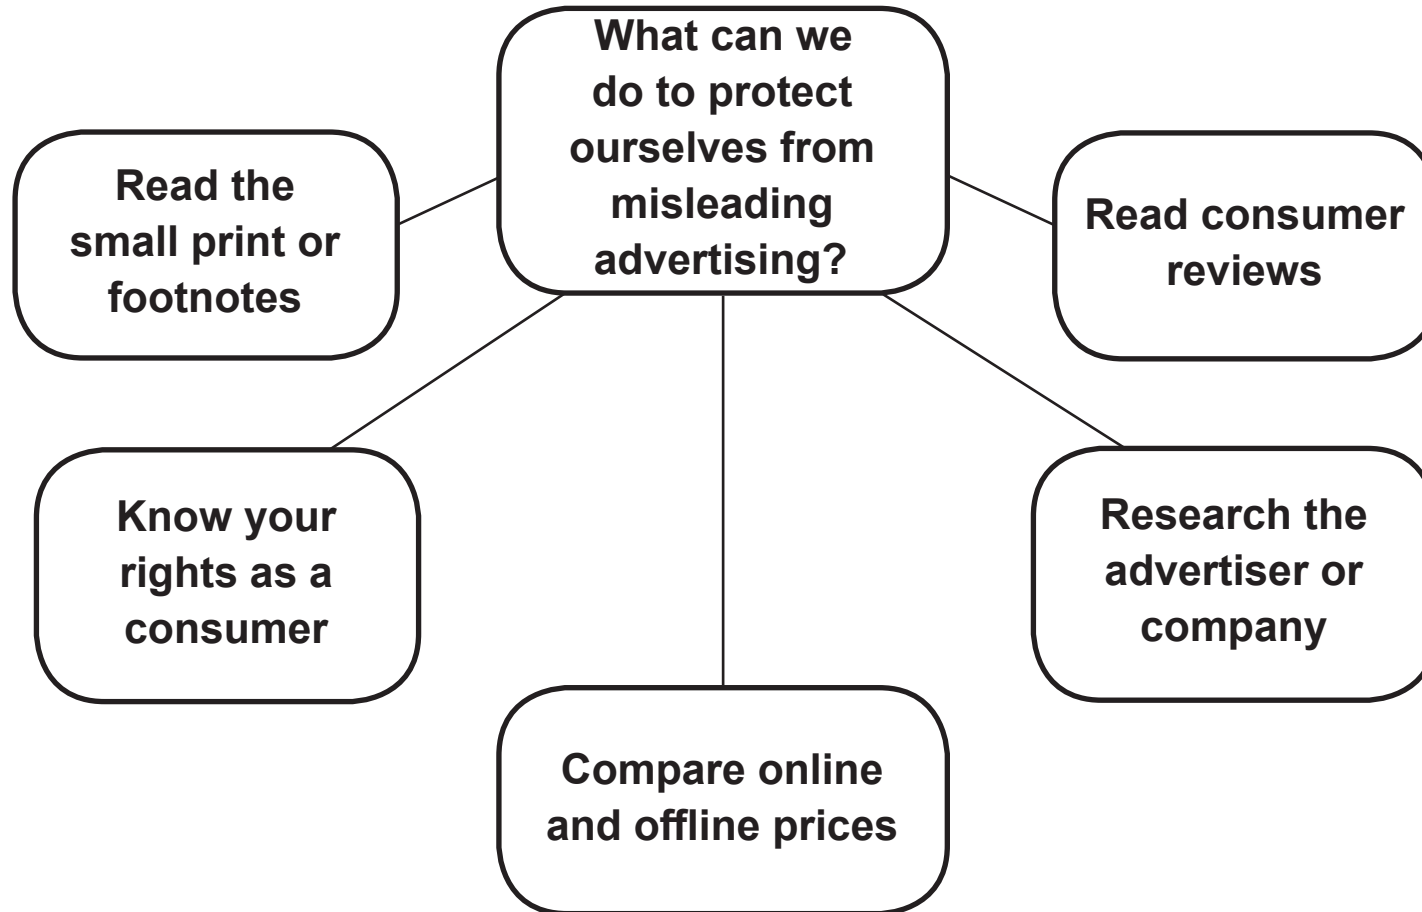 What can we
do to protect
ourselves from
misleading
advertising?
Read the
small print or
footnotes
Read consumer
reviews
Know your
rights as a
consumer
Research the
advertiser or
company
Compare online
and offline prices